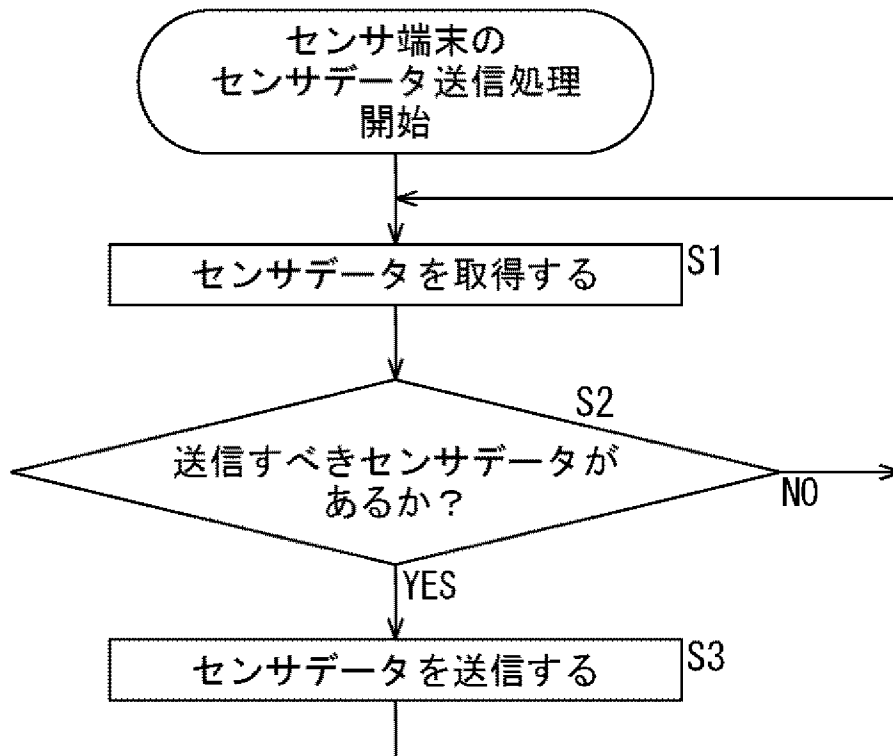 センサ端末の
センサデータ送信処理
開始
センサデータを取得する
S1
S2
送信すべきセンサデータが
あるか？
NO
YES
センサデータを送信する
S3